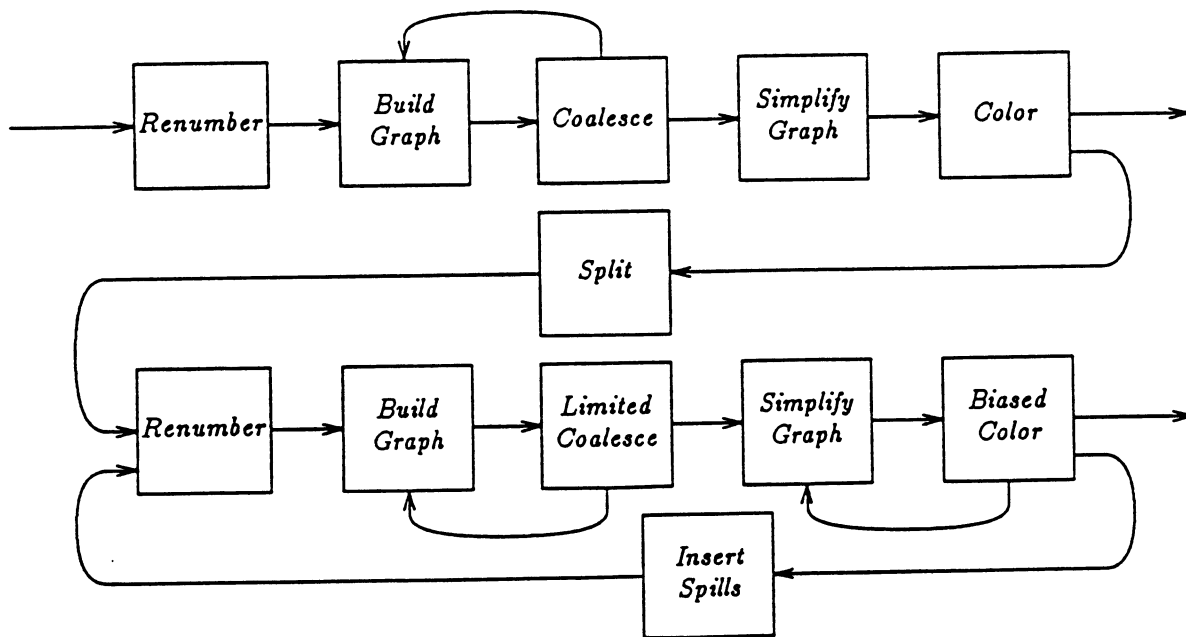 Renumber
Build
Graph
Coalesce
Simplify
Graph
Color
Split
Renumber
Build
Graph
Limited
Coalesce
Simplify
Graph
Biased
Color
Insert
Spills